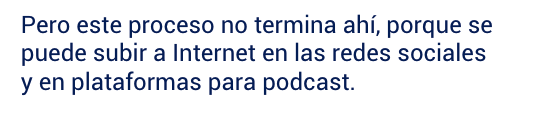 Pero este proceso no termina ahí, porque se
puede subir a Internet en las redes sociales
y en plataformas para podcast.